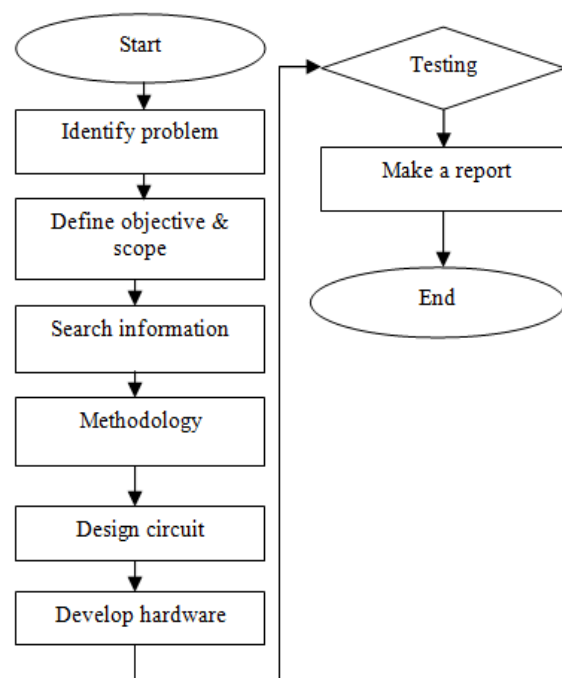 Start
Identify problem
Define objective &
scope
Search information
Methodology
Design circuit
Develop hardware
Testing
Make a report
End